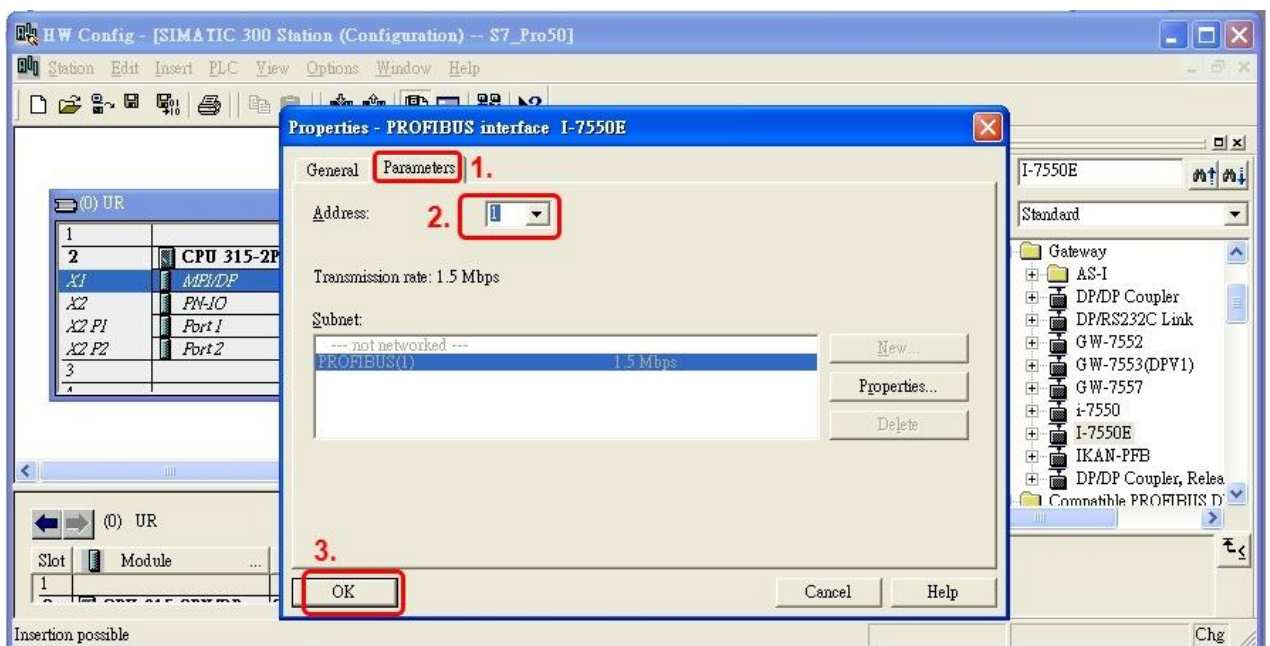 HW Config - [SIMATIC 300 Station (Configuration) -- S7_Pro50]
Station Edit Insert PLC View Options Window Help
Properties - PROFIBUS interface I-7550E
General Parameters 1.
Address: 2. 1
Transmission rate: 1.5 Mbps
Subnet:
--- not networked ---
PROFIBUS(1) 1.5 Mbps
New...
Properties...
Delete
3.
OK Cancel Help
(0) UR
1
2 CPU 315-2P
X1 MPI/DP
X2 PN-IO
X2 P1 Port 1
X2 P2 Port 2
3
I-7550E
Standard
Gateway
AS-I
DP/DP Coupler
DP/RS232C Link
GW-7552
GW-7553(DPV1)
GW-7557
i-7550
I-7550E
IKAN-PFB
DP/DP Coupler, Relea
Compatible PROFIBUS D
(0) UR
Slot Module ...
1
Insertion possible
Chg